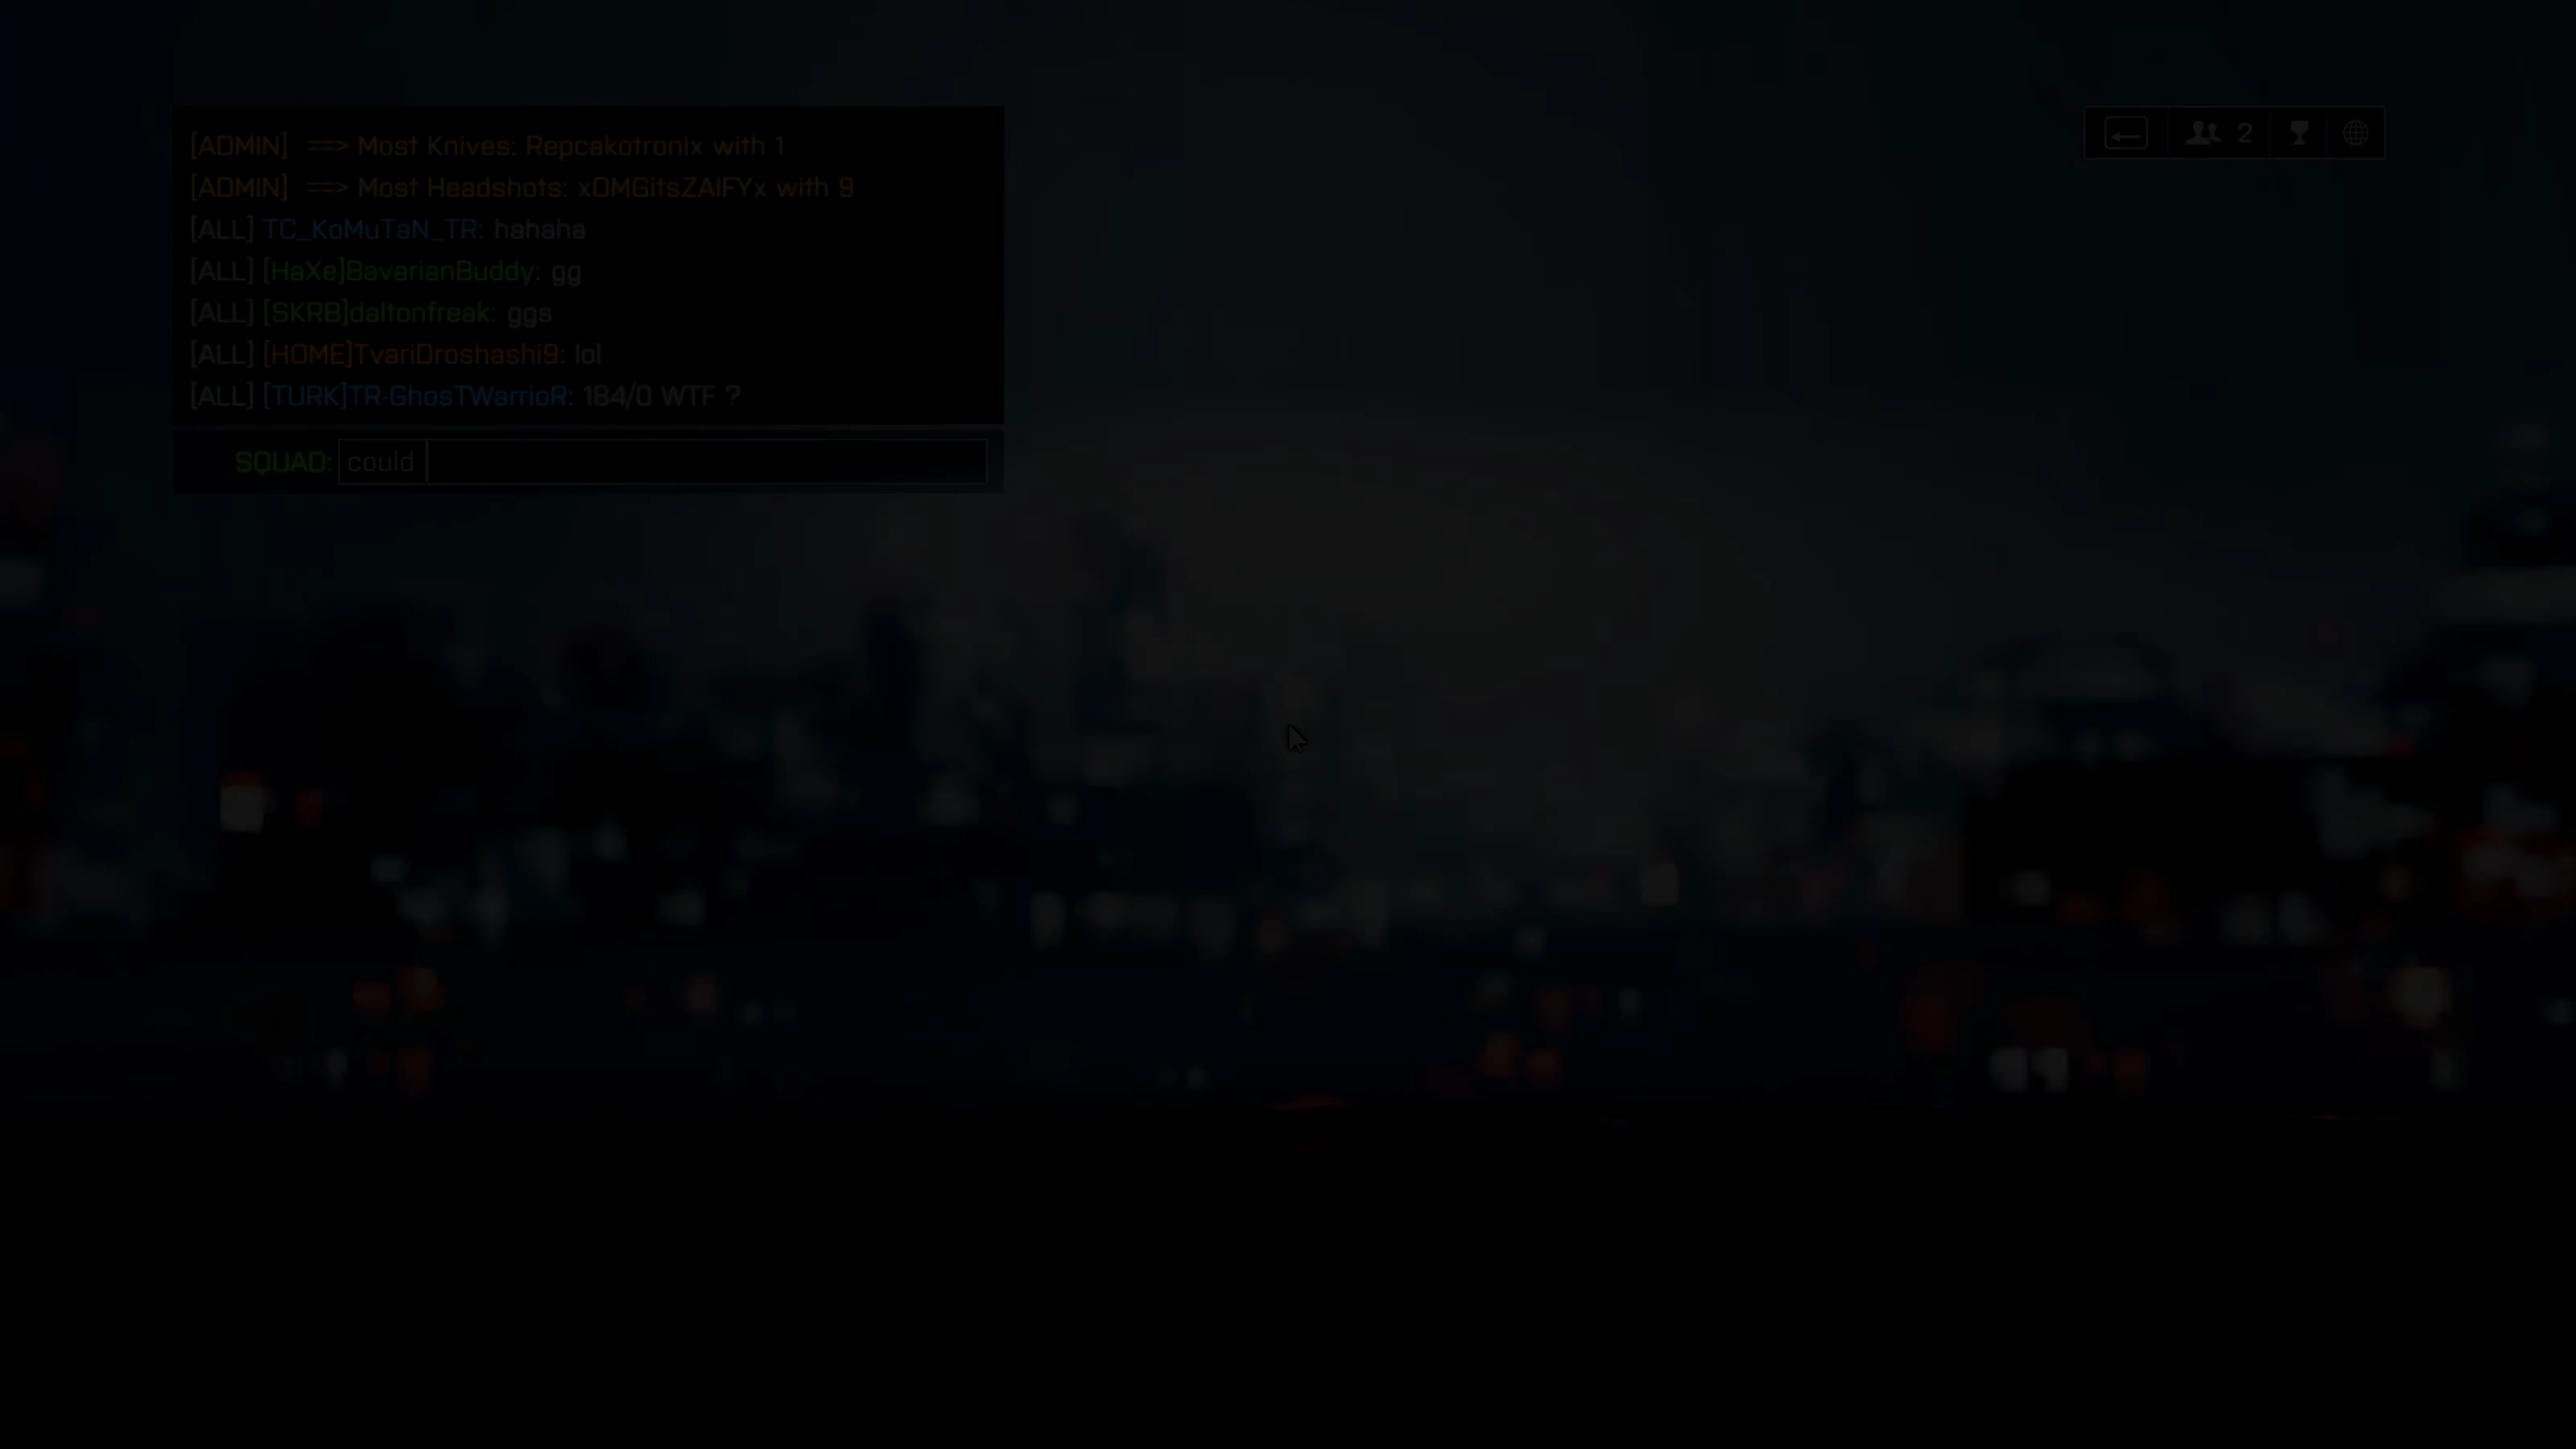 [ADMIN] ==> Most Knives: Repcakotronix with 1
[ADMIN] ==> Most Headshots: xOMGitsZAIFYx with 9
[ALL] TC_KoMuTaN_TR: hahaha
[ALL] [HaXe]BavarianBuddy: gg
[ALL] [SKRB]daltonfreak: ggs
[ALL] [HOME]TvariDroshashi9: lol
[ALL] [TURK]TR-GhosTWarrioR: 184/0 WTF ?
SQUAD: could
2